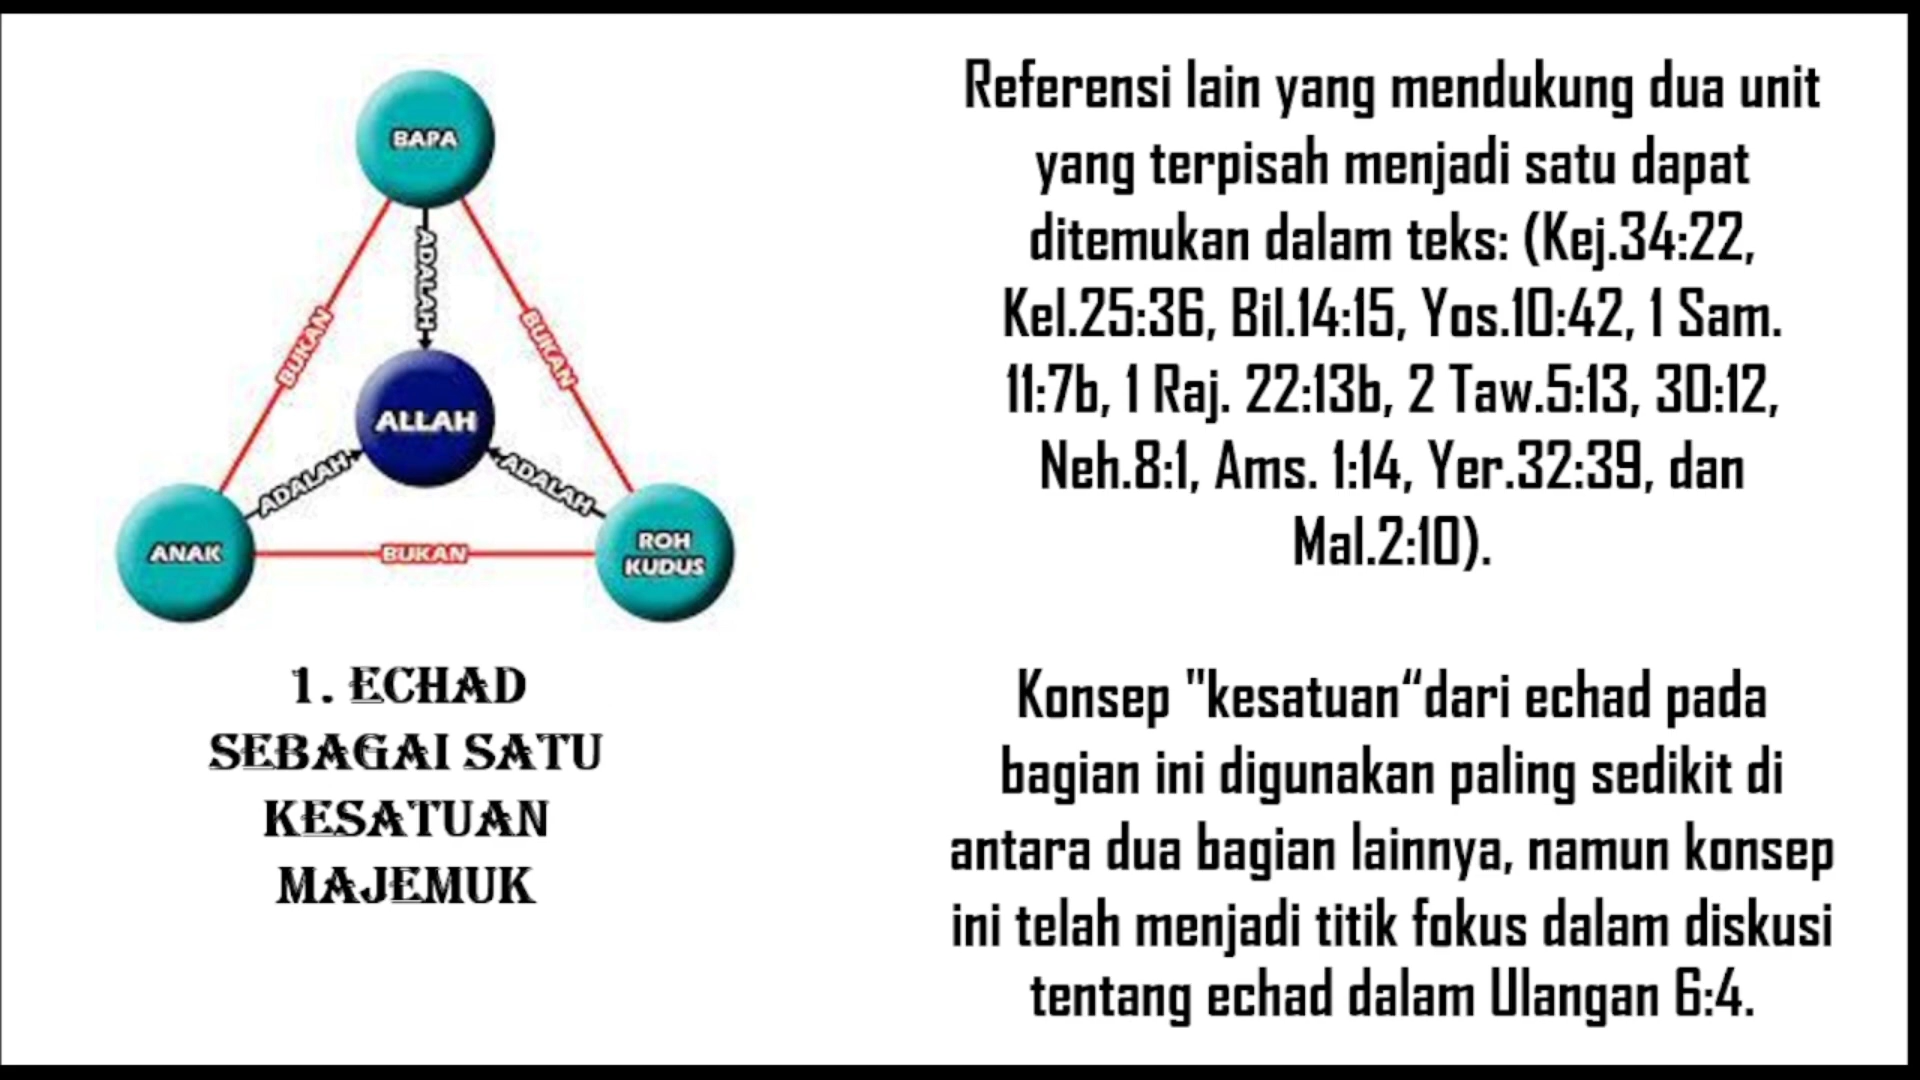 BAPA
ADALAH
BUKAN
BUKAN
ALLAH
ADALAH
ADALAH
ANAK
BUKAN
ROH
KUDUS
1. ECHAD
SEBAGAI SATU
KESATUAN
MAJEMUK
Referensi lain yang mendukung dua unit
yang terpisah menjadi satu dapat
ditemukan dalam teks: (Kej.34:22,
Kel.25:36, Bil.14:15, Yos.10:42, 1 Sam.
11:7b, 1 Raj. 22:13b, 2 Taw.5:13, 30:12,
Neh.8:1, Ams. 1:14, Yer.32:39, dan
Mal.2:10).
Konsep "kesatuan“dari echad pada
bagian ini digunakan paling sedikit di
antara dua bagian lainnya, namun konsep
ini telah menjadi titik fokus dalam diskusi
tentang echad dalam Ulangan 6:4.